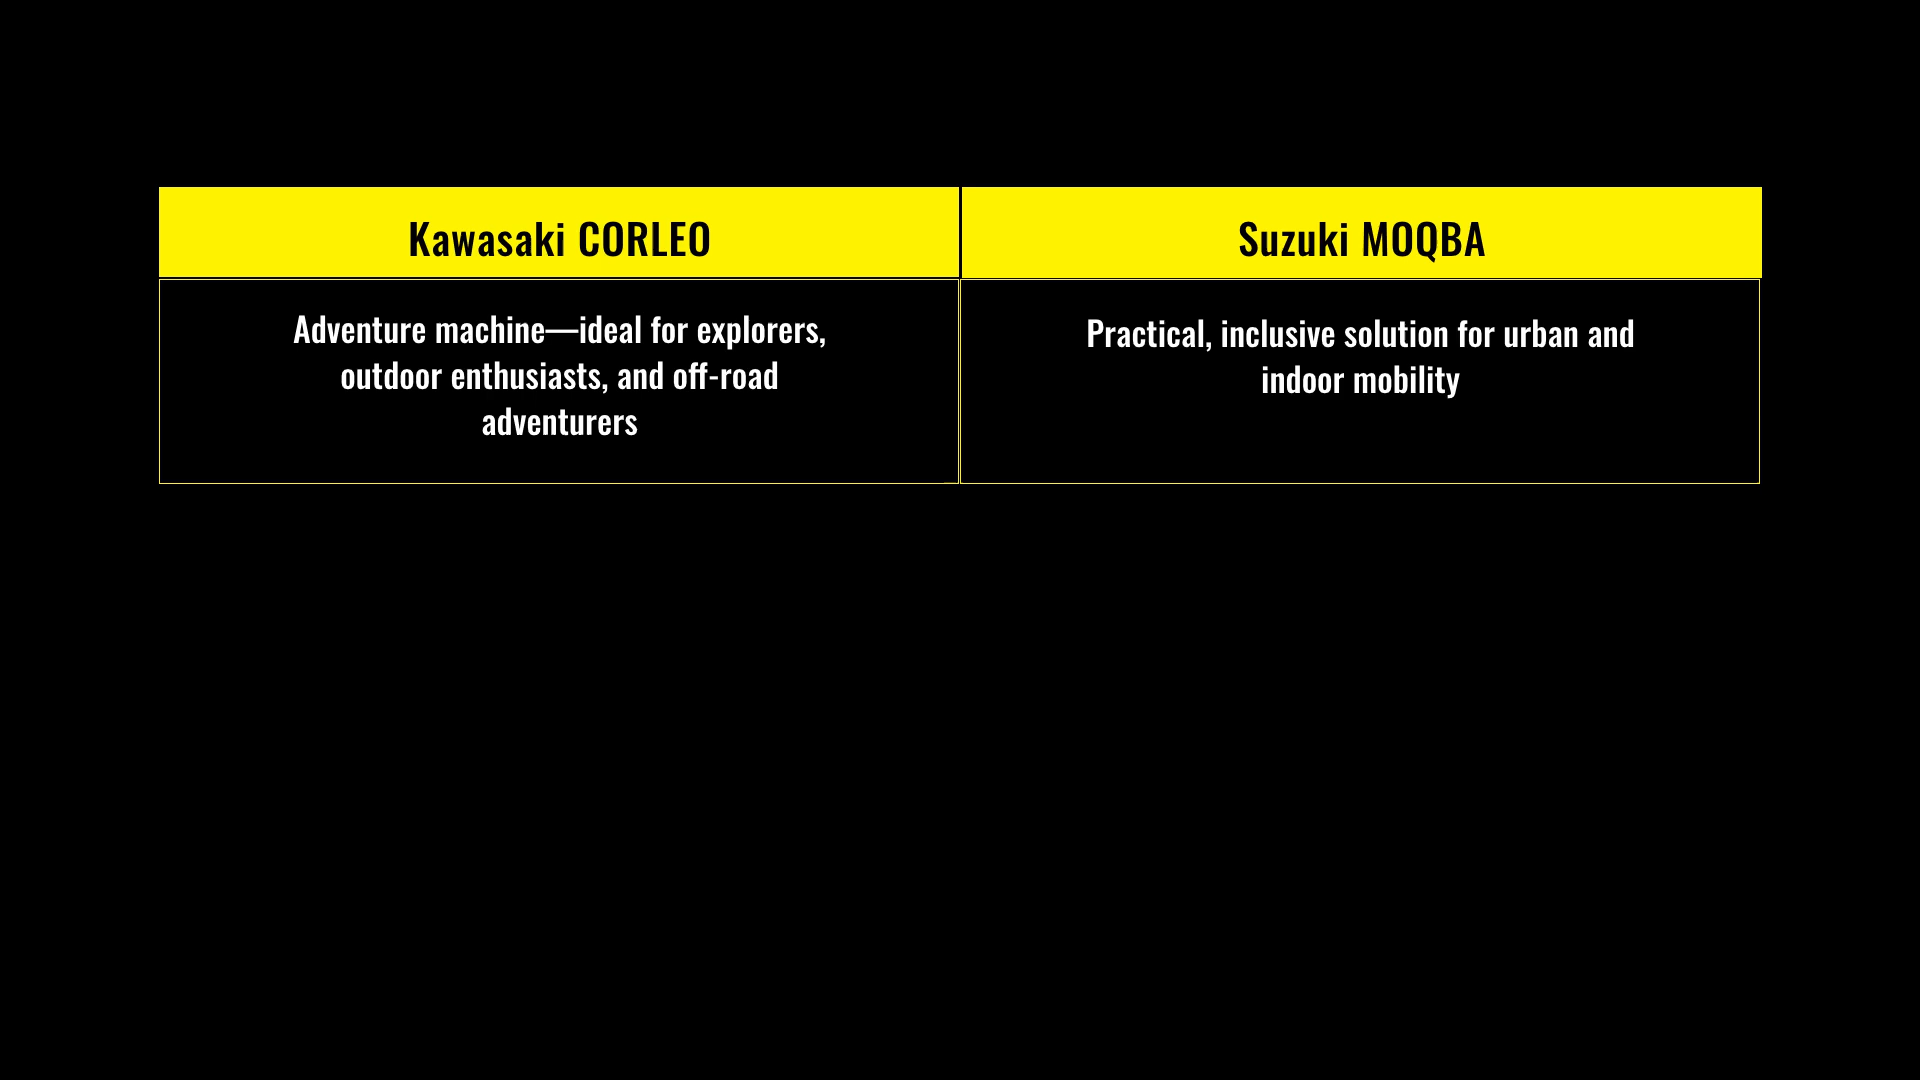 Kawasaki CORLEO
Suzuki MOQBA
Adventure machine—ideal for explorers,
outdoor enthusiasts, and off-road
adventurers
Practical, inclusive solution for urban and
indoor mobility